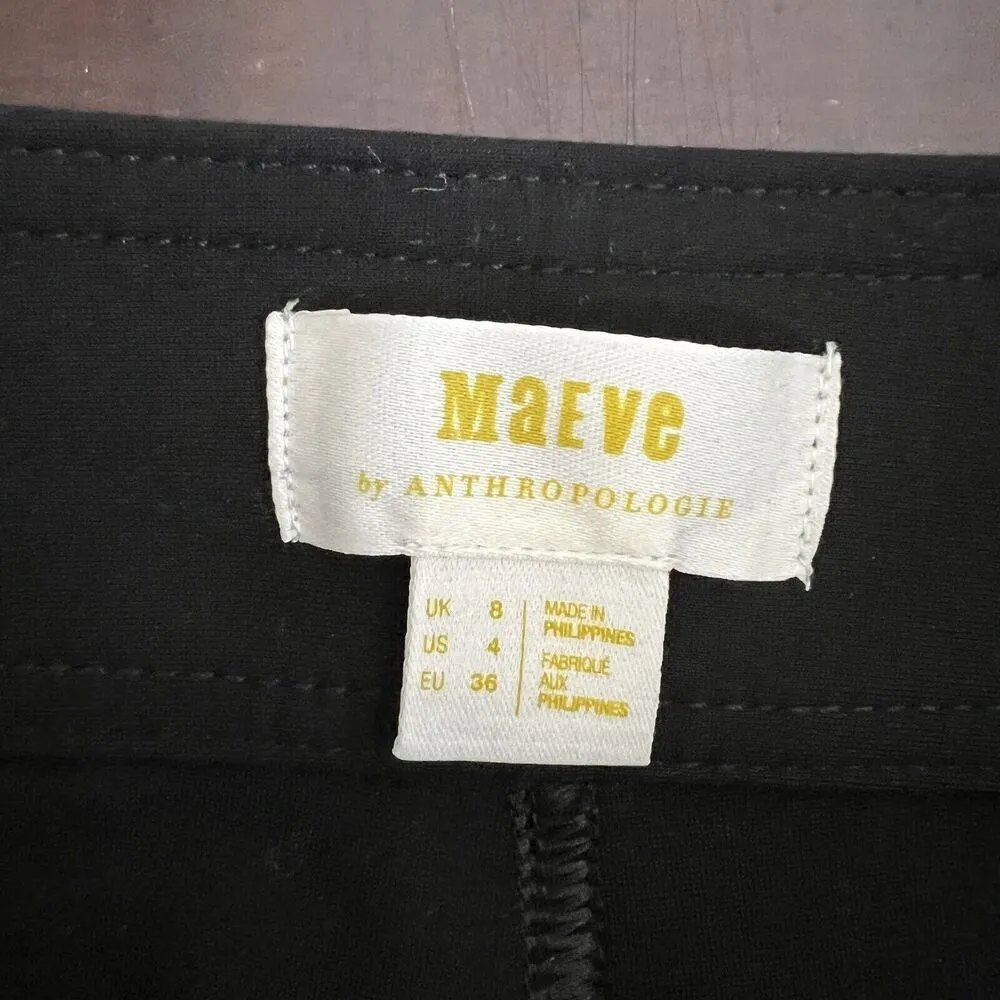 MaEVe
by ANTHROPOLOGIE
UK 8
US 4
EU 36
MADE IN
PHILIPPINES
FABRIQUÉ
AUX
PHILIPPINES